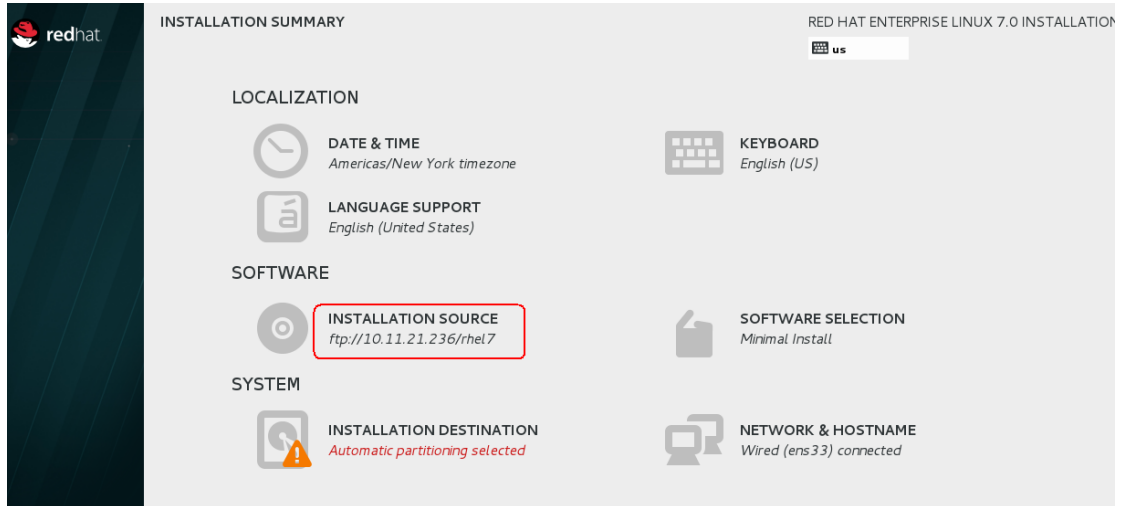 redhat.
INSTALLATION SUMMARY
RED HAT ENTERPRISE LINUX 7.0 INSTALLATION
us
LOCALIZATION
DATE & TIME
Americas/New York timezone
KEYBOARD
English (US)
LANGUAGE SUPPORT
English (United States)
SOFTWARE
INSTALLATION SOURCE
ftp://10.11.21.236/rhel7
SOFTWARE SELECTION
Minimal Install
SYSTEM
INSTALLATION DESTINATION
Automatic partitioning selected
NETWORK & HOSTNAME
Wired (ens33) connected